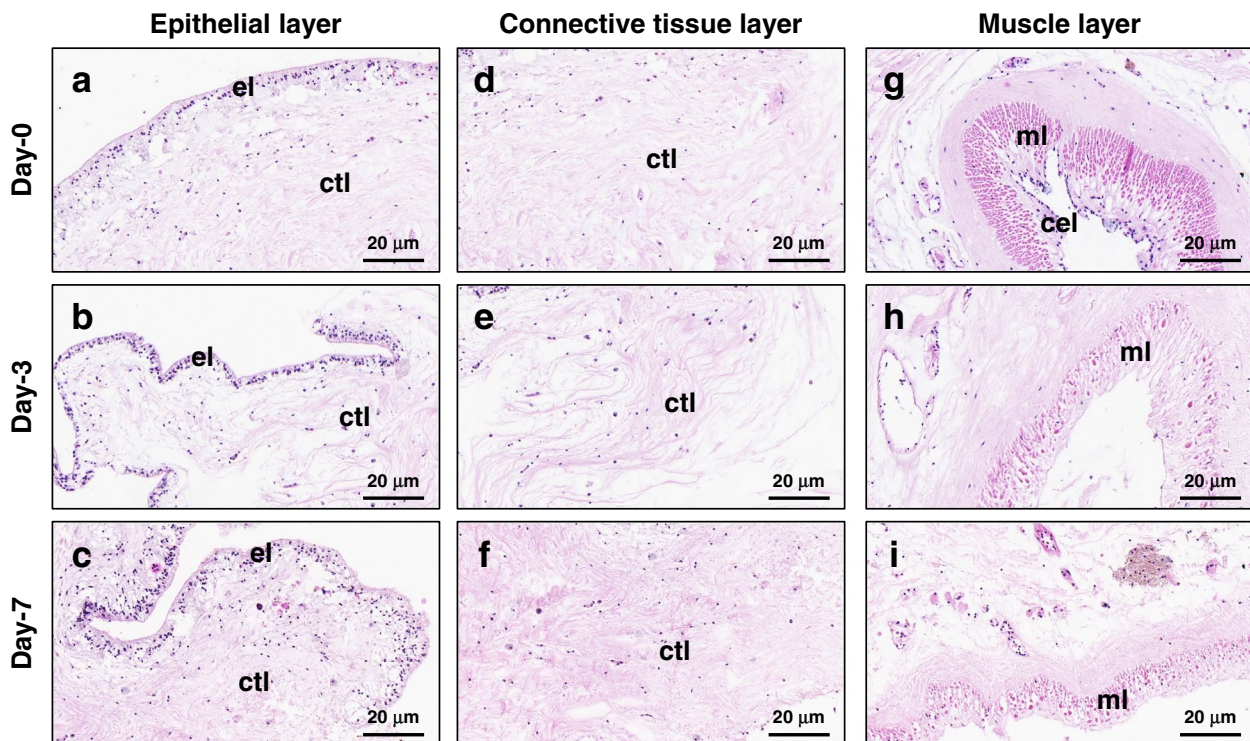 Epithelial layer
Connective tissue layer
Muscle layer
Day-0
a
el
ctl
20 μm
d
ctl
20 μm
g
ml
cel
20 μm
Day-3
b
el
ctl
20 μm
e
ctl
20 μm
h
ml
20 μm
Day-7
c
el
ctl
20 μm
f
ctl
20 μm
i
ml
20 μm